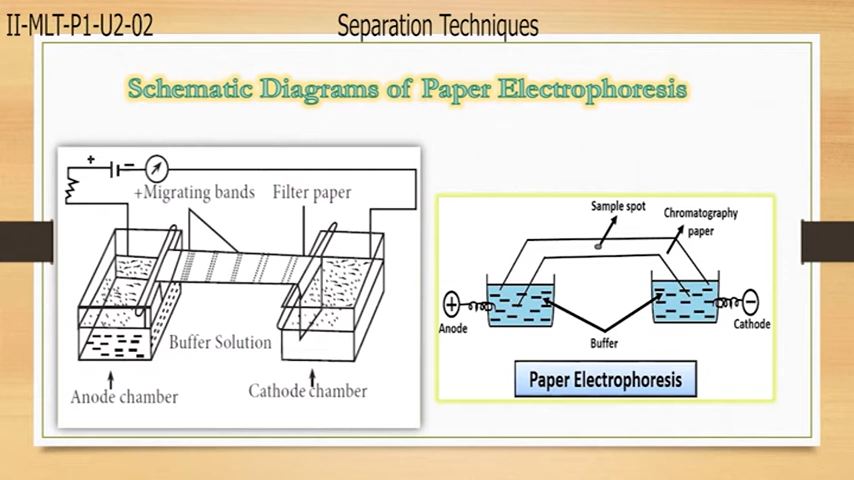 II-MLT-P1-U2-02
Separation Techniques
Schematic Diagrams of Paper Electrophoresis
+ −
+Migrating bands Filter paper
Buffer Solution
Anode chamber
Cathode chamber
Sample spot
Chromatography
paper
+
Anode
−
Cathode
Buffer
Paper Electrophoresis